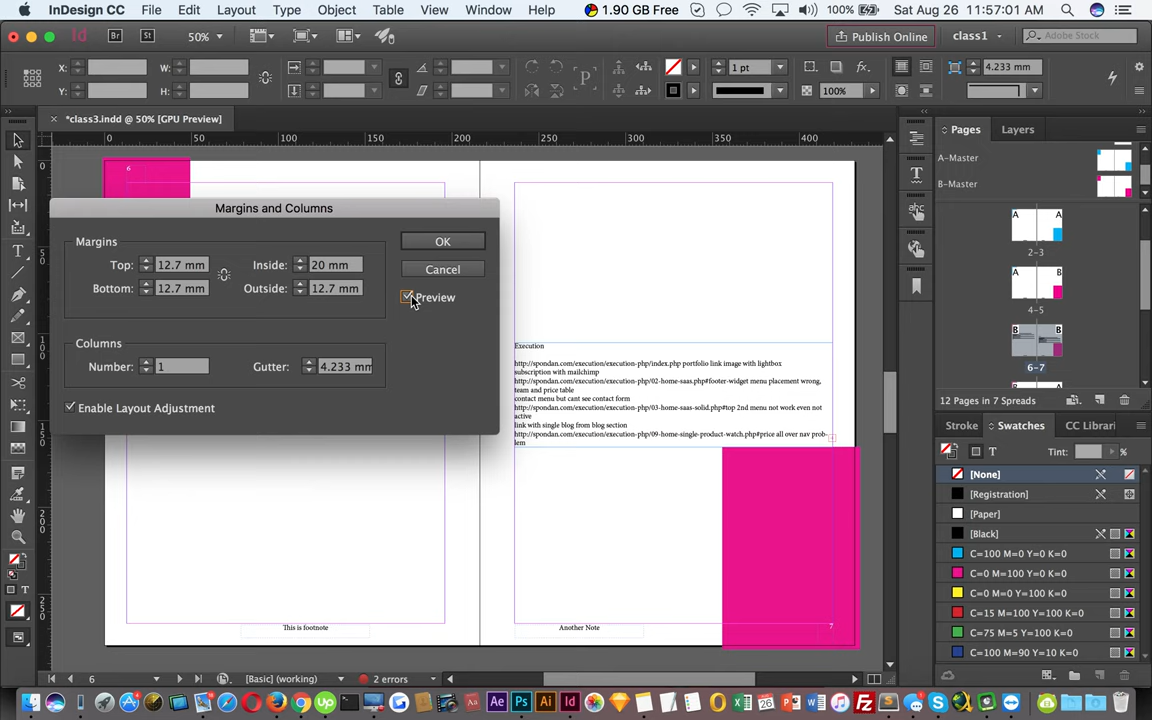 InDesign CC File Edit Layout Type Object Table View Window Help 1.90 GB Free 100% Sat Aug 26 11:57:01 AM
Id Br St 50% Publish Online class1 Adobe Stock
X: W: 1 pt 4.233 mm
Y: H: 100%
*class3.indd @ 50% [GPU Preview]
0 50 100 150 200 250 300 350 400
Pages Layers
A-Master
B-Master
A A
2-3
A B
4-5
B B
6-7
12 Pages in 7 Spreads
6
Margins and Columns
Margins
Top: 12.7 mm Inside: 20 mm
Bottom: 12.7 mm Outside: 12.7 mm
OK
Cancel
Preview
Columns
Number: 1 Gutter: 4.233 mm
Enable Layout Adjustment
Execution
http://spondan.com/execution/execution-php/index.php portfolio link image with lightbox
subscription with mailchimp
http://spondan.com/execution/execution-php/02-home-saas.php#footer-widget menu placement wrong,
team and price table
contact menu but cant see contact form
http://spondan.com/execution/execution-php/03-home-saas-solid.php#top 2nd menu not work even not
active
link with single blog from blog section
http://spondan.com/execution/execution-php/09-home-single-product-watch.php#price all over nav prob-
lem
This is footnote
Another Note
7
Stroke Swatches CC Librari
Tint: %
[None]
[Registration]
[Paper]
[Black]
C=100 M=0 Y=0 K=0
C=0 M=100 Y=0 K=0
C=0 M=0 Y=100 K=0
C=15 M=100 Y=100 K=0
C=75 M=5 Y=100 K=0
C=100 M=90 Y=10 K=0
6 [Basic] (working) 2 errors